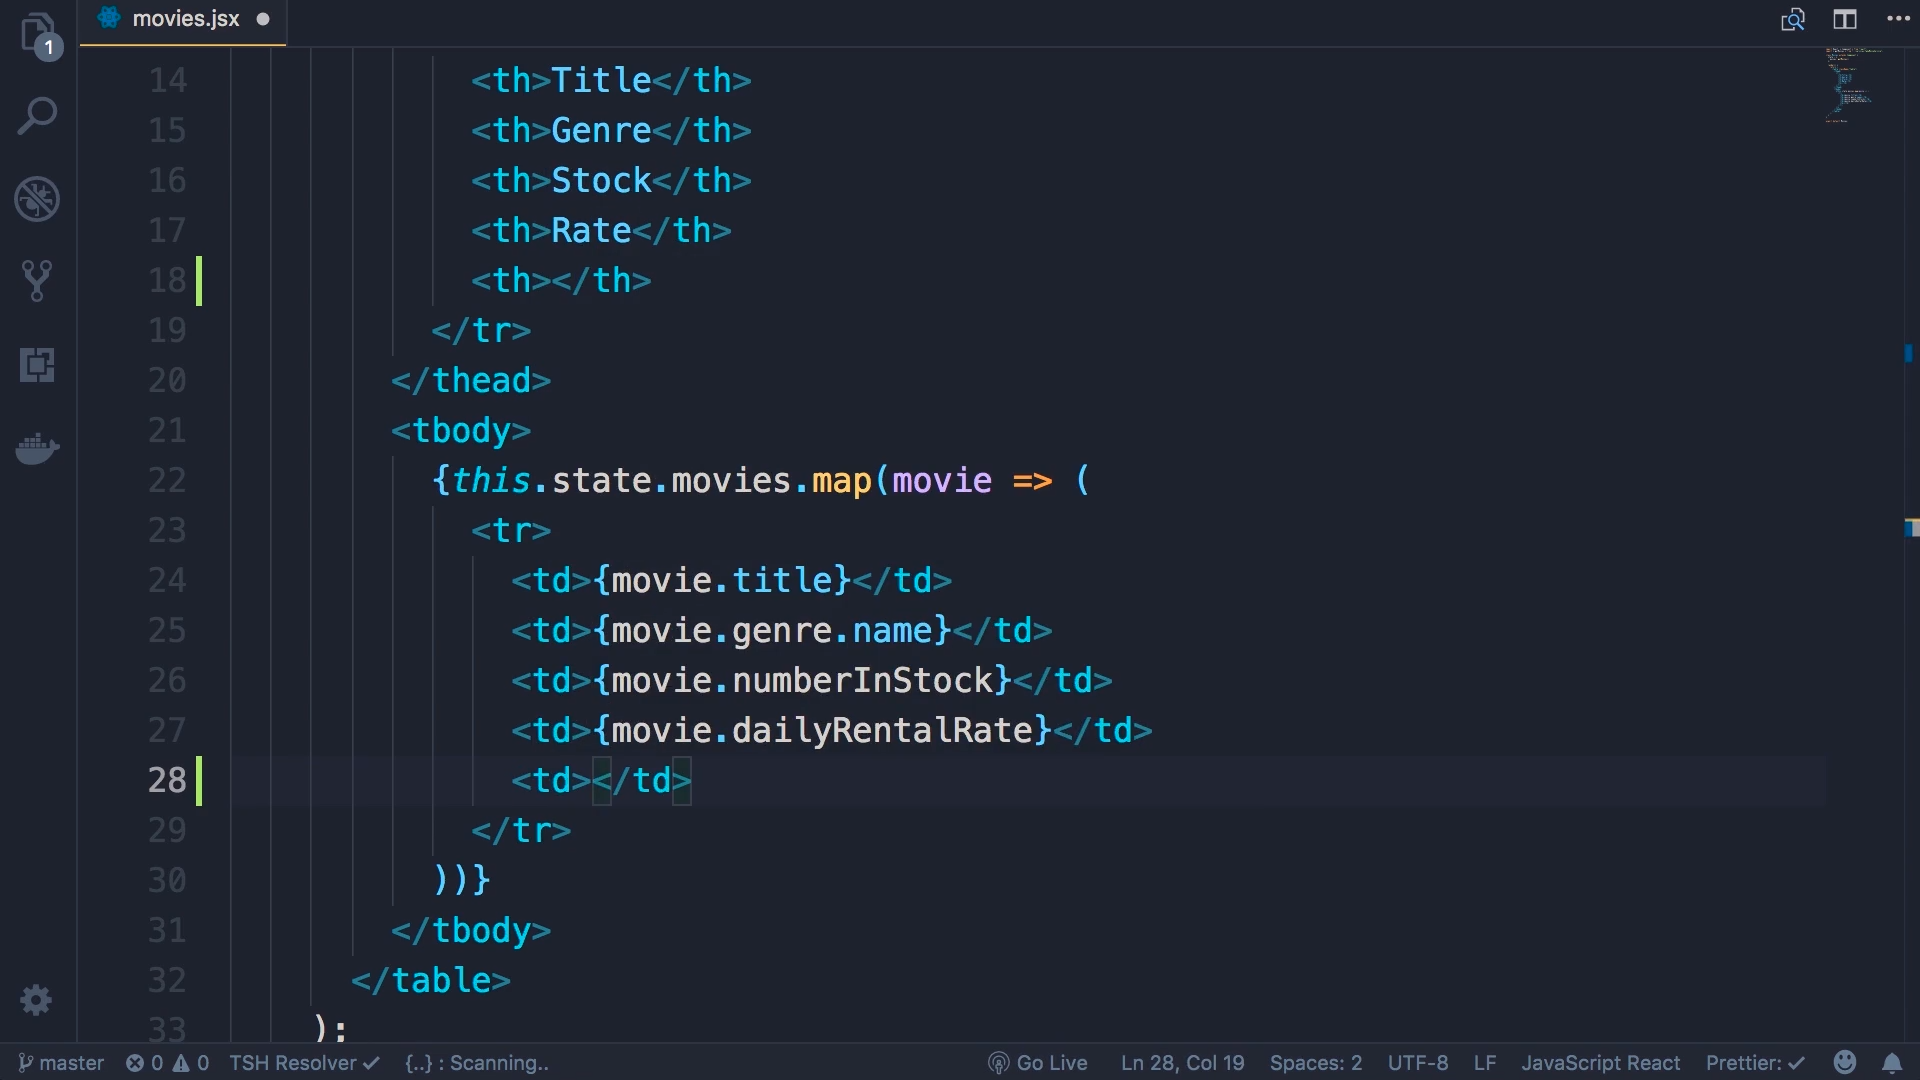 movies.jsx
1
14 <th>Title</th>
15 <th>Genre</th>
16 <th>Stock</th>
17 <th>Rate</th>
18 <th></th>
19 </tr>
20 </thead>
21 <tbody>
22 {this.state.movies.map(movie => (
23 <tr>
24 <td>{movie.title}</td>
25 <td>{movie.genre.name}</td>
26 <td>{movie.numberInStock}</td>
27 <td>{movie.dailyRentalRate}</td>
28 <td></td>
29 </tr>
30 ))}
31 </tbody>
32 </table>
33 );
master 0 0 TSH Resolver ✓ {..} : Scanning.. Go Live Ln 28, Col 19 Spaces: 2 UTF-8 LF JavaScript React Prettier: ✓